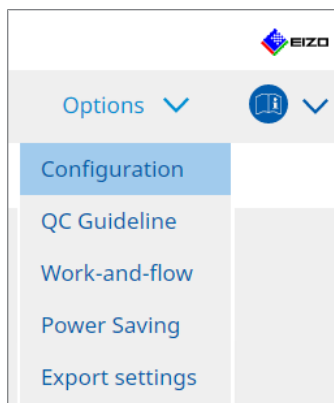 EIZO
Options
Configuration
QC Guideline
Work-and-flow
Power Saving
Export settings